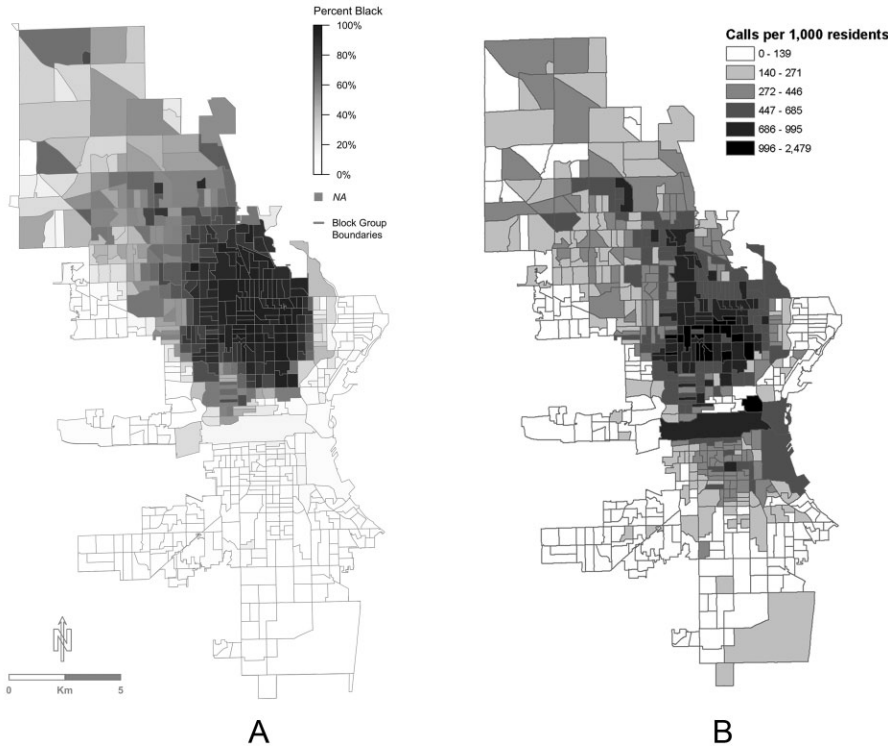 Percent Black
100%
80%
60%
40%
20%
0%
NA
Block Group
Boundaries
N
0 Km 5
A
Calls per 1,000 residents
0 - 139
140 - 271
272 - 446
447 - 685
686 - 995
996 - 2,479
B